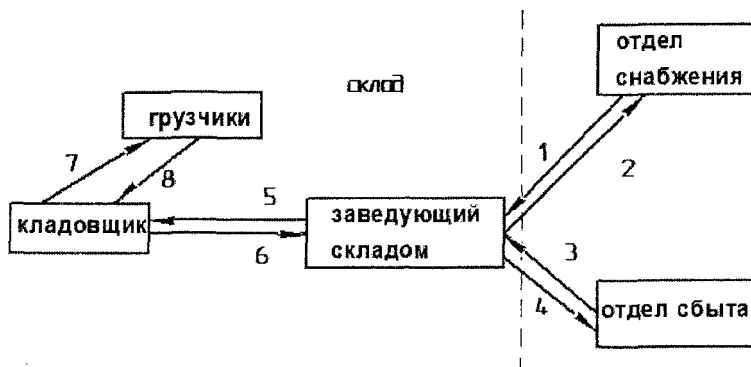 отдел
снабжения
склад
грузчики
1
7
8
2
5
заведующий
складом
кладовщик
6
3
4
отдел сбыта